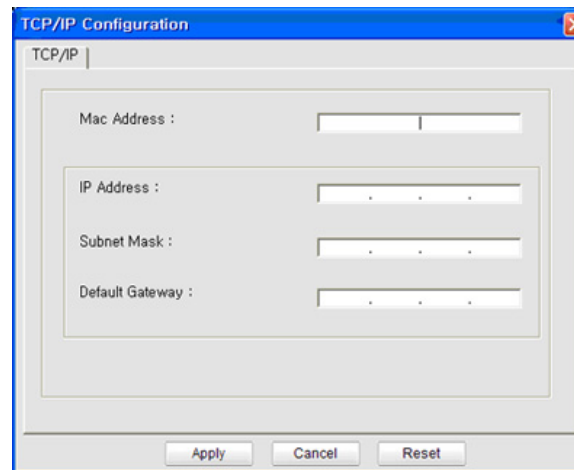 TCP/IP Configuration
TCP/IP
Mac Address :
IP Address :
. . .
Subnet Mask :
. . .
Default Gateway :
. . .
Apply Cancel Reset